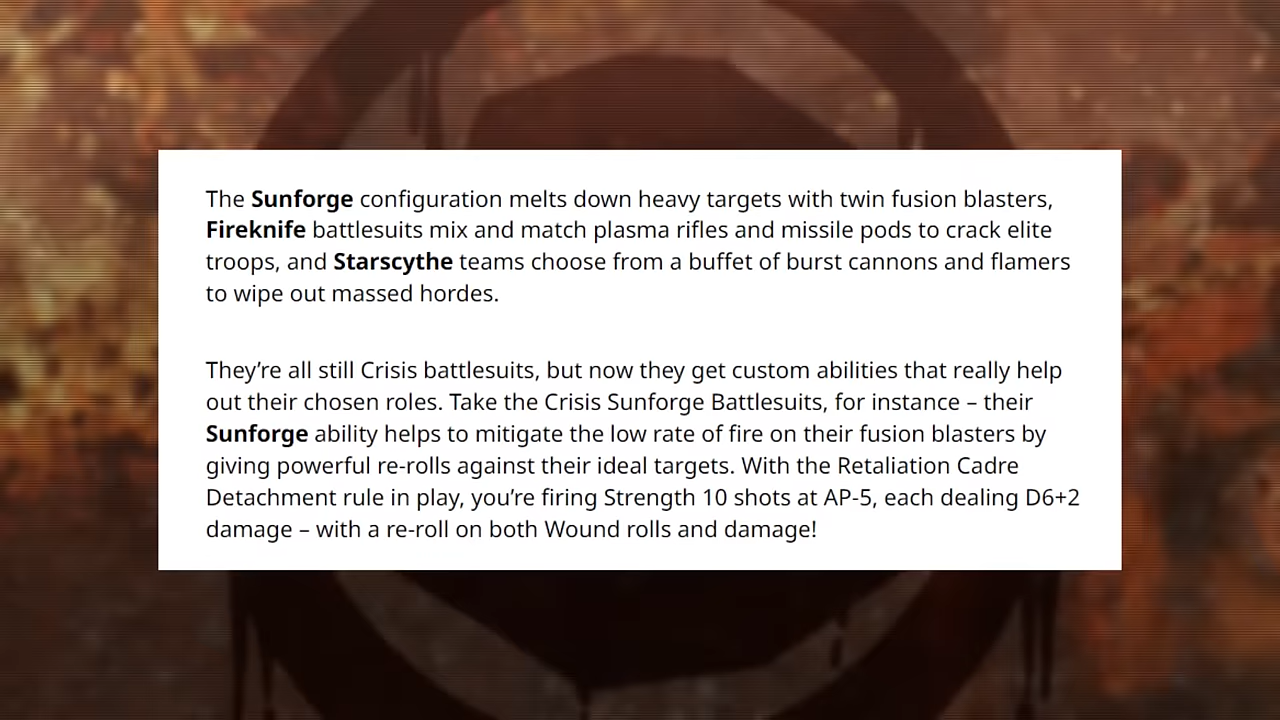 The Sunforge configuration melts down heavy targets with twin fusion blasters,
Fireknife battlesuits mix and match plasma rifles and missile pods to crack elite
troops, and Starscythe teams choose from a buffet of burst cannons and flamers
to wipe out massed hordes.
They’re all still Crisis battlesuits, but now they get custom abilities that really help
out their chosen roles. Take the Crisis Sunforge Battlesuits, for instance – their
Sunforge ability helps to mitigate the low rate of fire on their fusion blasters by
giving powerful re-rolls against their ideal targets. With the Retaliation Cadre
Detachment rule in play, you’re firing Strength 10 shots at AP-5, each dealing D6+2
damage – with a re-roll on both Wound rolls and damage!